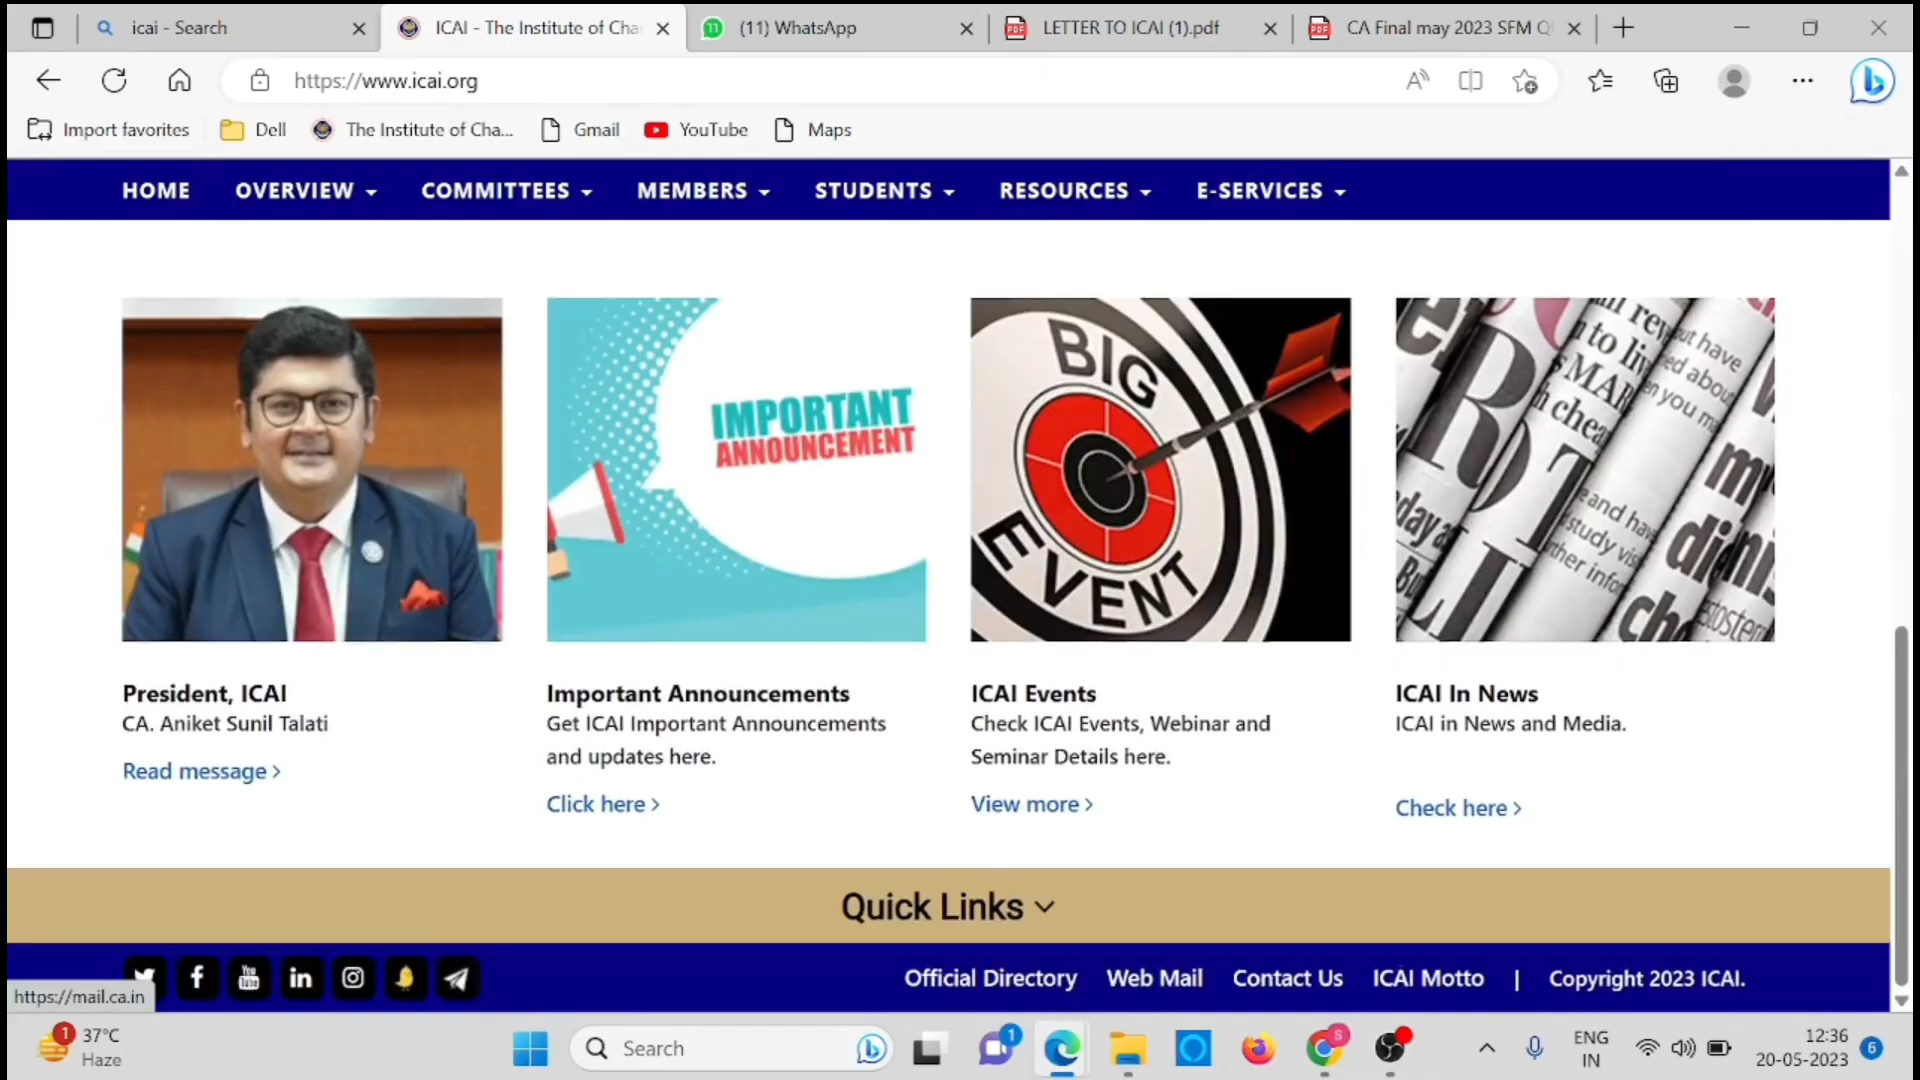 icai - Search
ICAI - The Institute of Cha
(11) WhatsApp
LETTER TO ICAI (1).pdf
CA Final may 2023 SFM Q
https://www.icai.org
Import favorites
Dell
The Institute of Cha...
Gmail
YouTube
Maps
HOME
OVERVIEW
COMMITTEES
MEMBERS
STUDENTS
RESOURCES
E-SERVICES
IMPORTANT
ANNOUNCEMENT
BIG
EVENT
President, ICAI
CA. Aniket Sunil Talati
Read message >
Important Announcements
Get ICAI Important Announcements
and updates here.
Click here >
ICAI Events
Check ICAI Events, Webinar and
Seminar Details here.
View more >
ICAI In News
ICAI in News and Media.
Check here >
Quick Links
Official Directory
Web Mail
Contact Us
ICAI Motto
|
Copyright 2023 ICAI.
https://mail.ca.in
1
37°C
Haze
Search
1
S
ENG
IN
12:36
20-05-2023
6